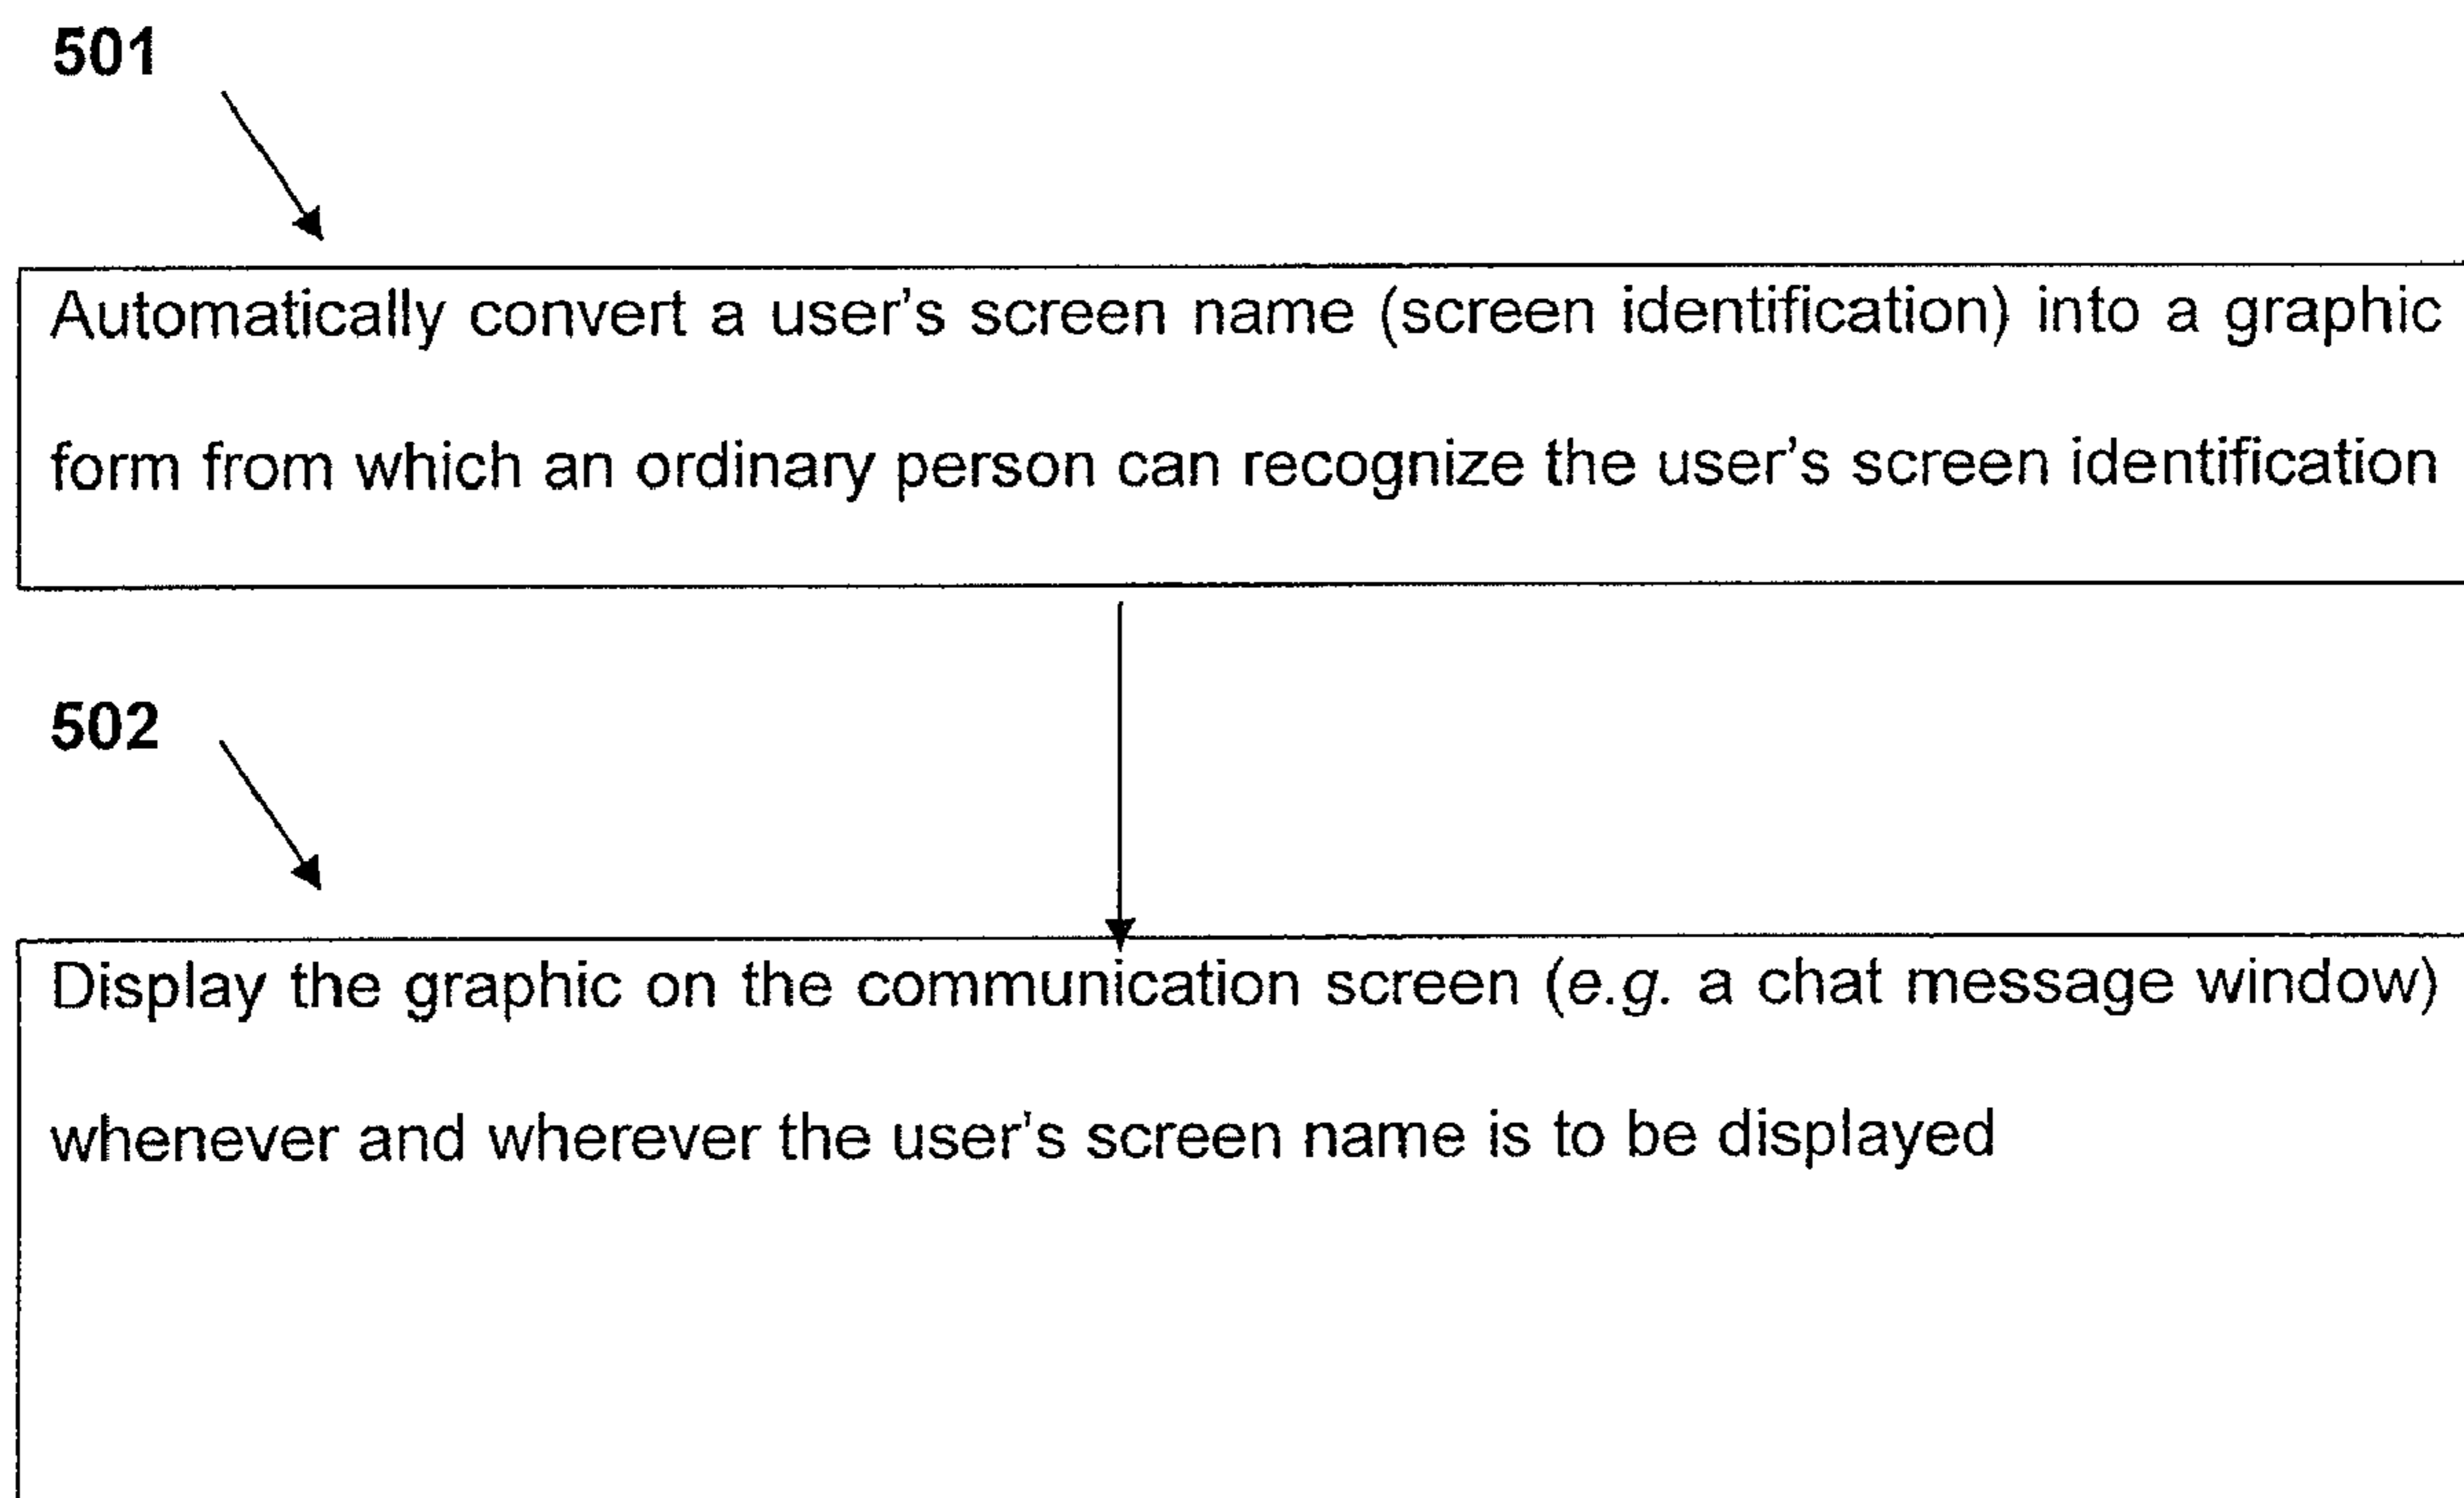 501
Automatically convert a user's screen name (screen identification) into a graphic
form from which an ordinary person can recognize the user's screen identification
502
Display the graphic on the communication screen (e.g. a chat message window)
whenever and wherever the user's screen name is to be displayed